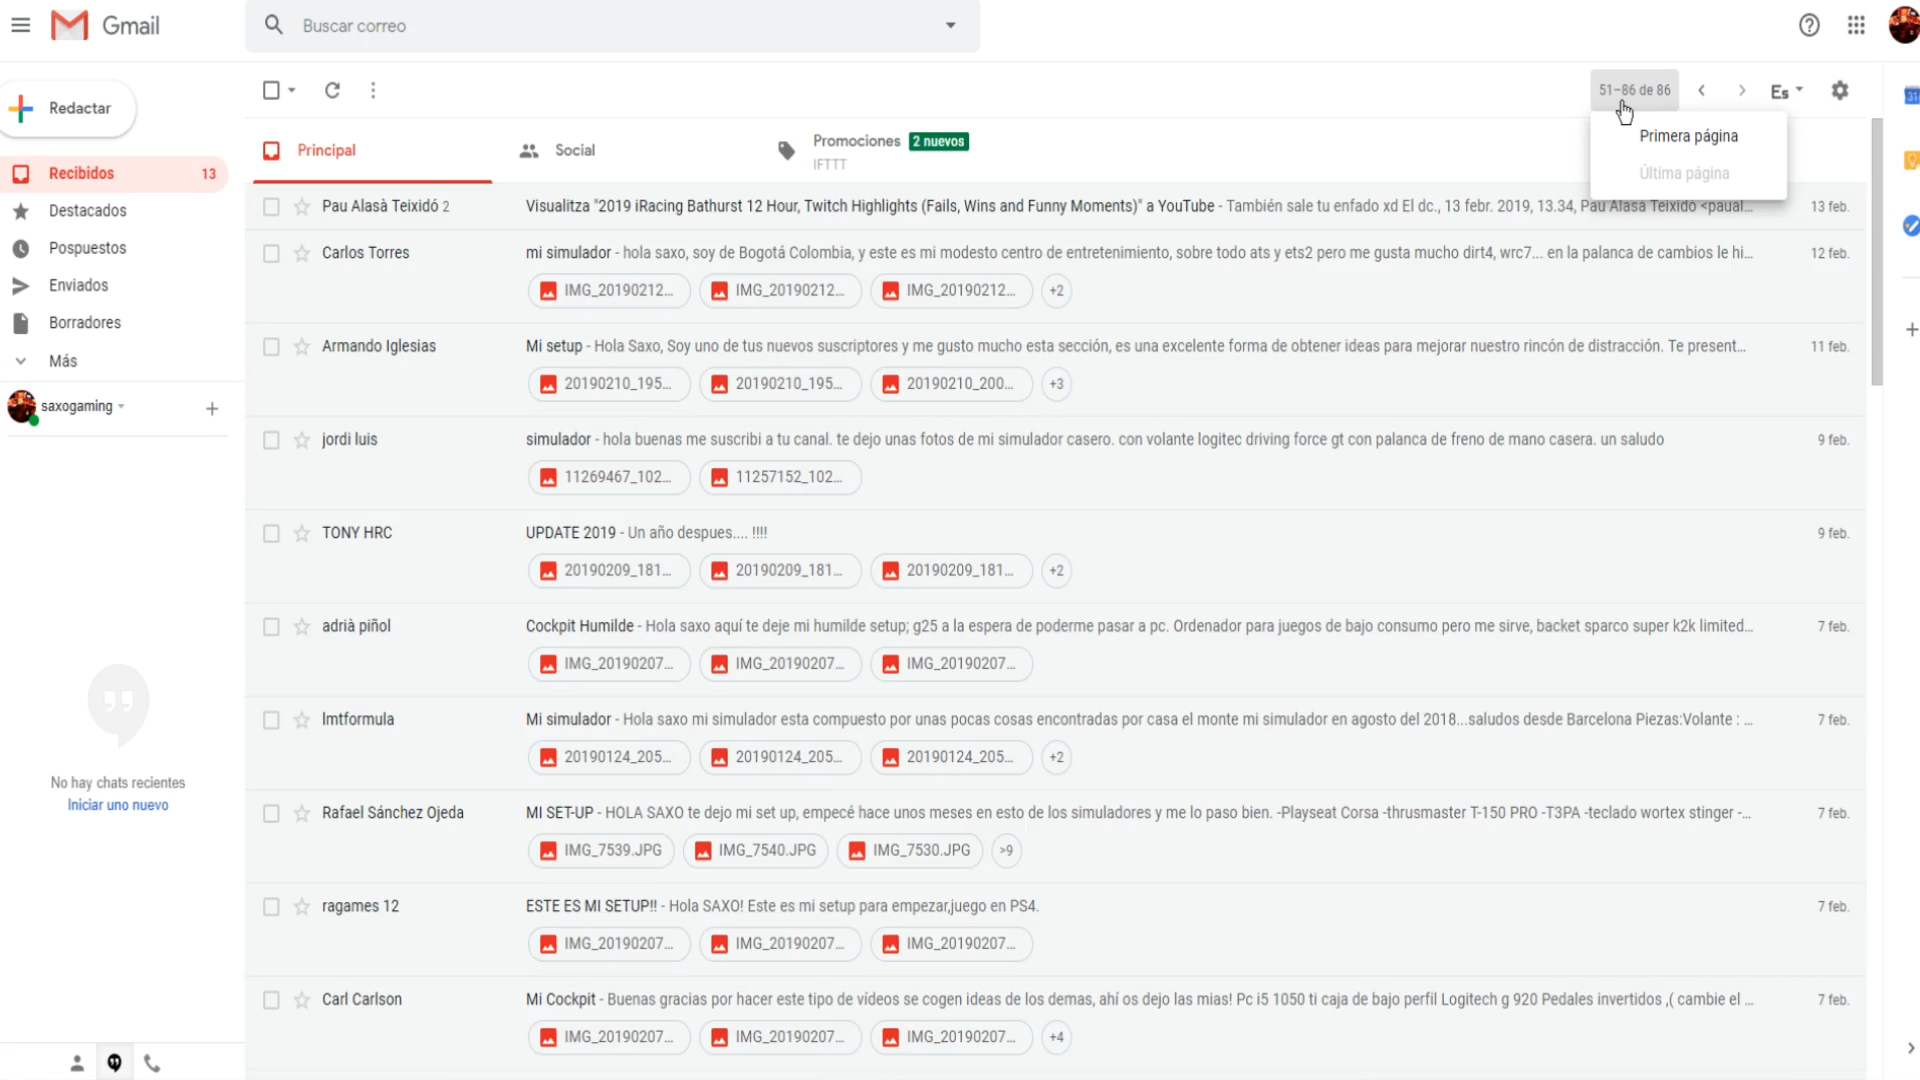 Gmail
Buscar correo
Redactar
51–86 de 86
Es
31
Primera página
Última página
Principal
Social
Promociones 2 nuevos
IFTTT
Recibidos 13
Destacados
Pospuestos
Enviados
Borradores
Más
saxogaming
No hay chats recientes
Iniciar uno nuevo
Pau Alasà Teixidó 2 Visualitza "2019 iRacing Bathurst 12 Hour, Twitch Highlights (Fails, Wins and Funny Moments)" a YouTube - También sale tu enfado xd El dc., 13 febr. 2019, 13.34, Pau Alasà Teixidó <paual... 13 feb.
Carlos Torres mi simulador - hola saxo, soy de Bogotá Colombia, y este es mi modesto centro de entretenimiento, sobre todo ats y ets2 pero me gusta mucho dirt4, wrc7... en la palanca de cambios le hi... 12 feb.
IMG_20190212... IMG_20190212... IMG_20190212... +2
Armando Iglesias Mi setup - Hola Saxo, Soy uno de tus nuevos suscriptores y me gusto mucho esta sección, es una excelente forma de obtener ideas para mejorar nuestro rincón de distracción. Te present... 11 feb.
20190210_195... 20190210_195... 20190210_200... +3
jordi luis simulador - hola buenas me suscribi a tu canal. te dejo unas fotos de mi simulador casero. con volante logitec driving force gt con palanca de freno de mano casera. un saludo 9 feb.
11269467_102... 11257152_102...
TONY HRC UPDATE 2019 - Un año despues.... !!!! 9 feb.
20190209_181... 20190209_181... 20190209_181... +2
adrià piñol Cockpit Humilde - Hola saxo aquí te deje mi humilde setup; g25 a la espera de poderme pasar a pc. Ordenador para juegos de bajo consumo pero me sirve, backet sparco super k2k limited... 7 feb.
IMG_20190207... IMG_20190207... IMG_20190207...
lmtformula Mi simulador - Hola saxo mi simulador esta compuesto por unas pocas cosas encontradas por casa el monte mi simulador en agosto del 2018...saludos desde Barcelona Piezas:Volante : ... 7 feb.
20190124_205... 20190124_205... 20190124_205... +2
Rafael Sánchez Ojeda MI SET-UP - HOLA SAXO te dejo mi set up, empecé hace unos meses en esto de los simuladores y me lo paso bien. -Playseat Corsa -thrusmaster T-150 PRO -T3PA -teclado wortex stinger -... 7 feb.
IMG_7539.JPG IMG_7540.JPG IMG_7530.JPG >9
ragames 12 ESTE ES MI SETUP!! - Hola SAXO! Este es mi setup para empezar,juego en PS4. 7 feb.
IMG_20190207... IMG_20190207... IMG_20190207...
Carl Carlson Mi Cockpit - Buenas gracias por hacer este tipo de vídeos se cogen ideas de los demas, ahí os dejo las mias! Pc i5 1050 ti caja de bajo perfil Logitech g 920 Pedales invertidos ,( cambie el ... 7 feb.
IMG_20190207... IMG_20190207... IMG_20190207... +4